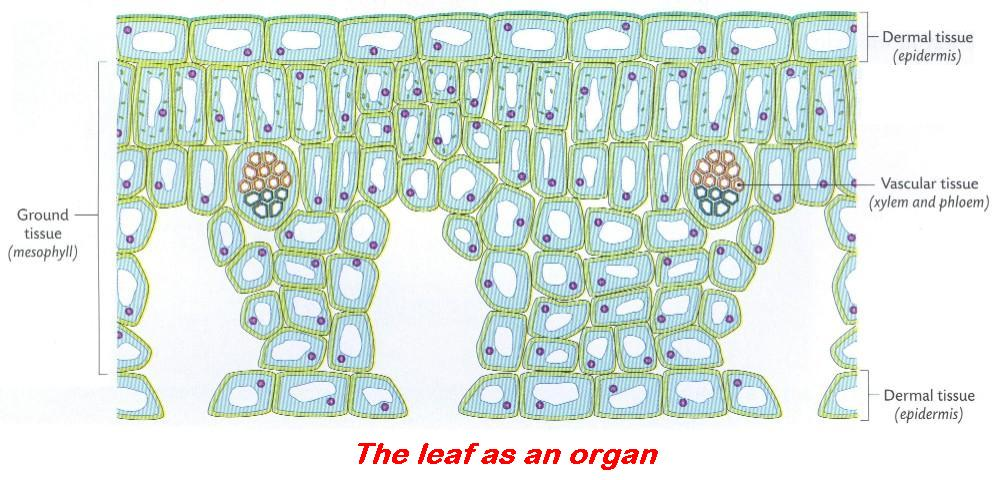 Dermal tissue
(epidermis)
Ground
tissue
(mesophyll)
Vascular tissue
(xylem and phloem)
Dermal tissue
(epidermis)
The leaf as an organ